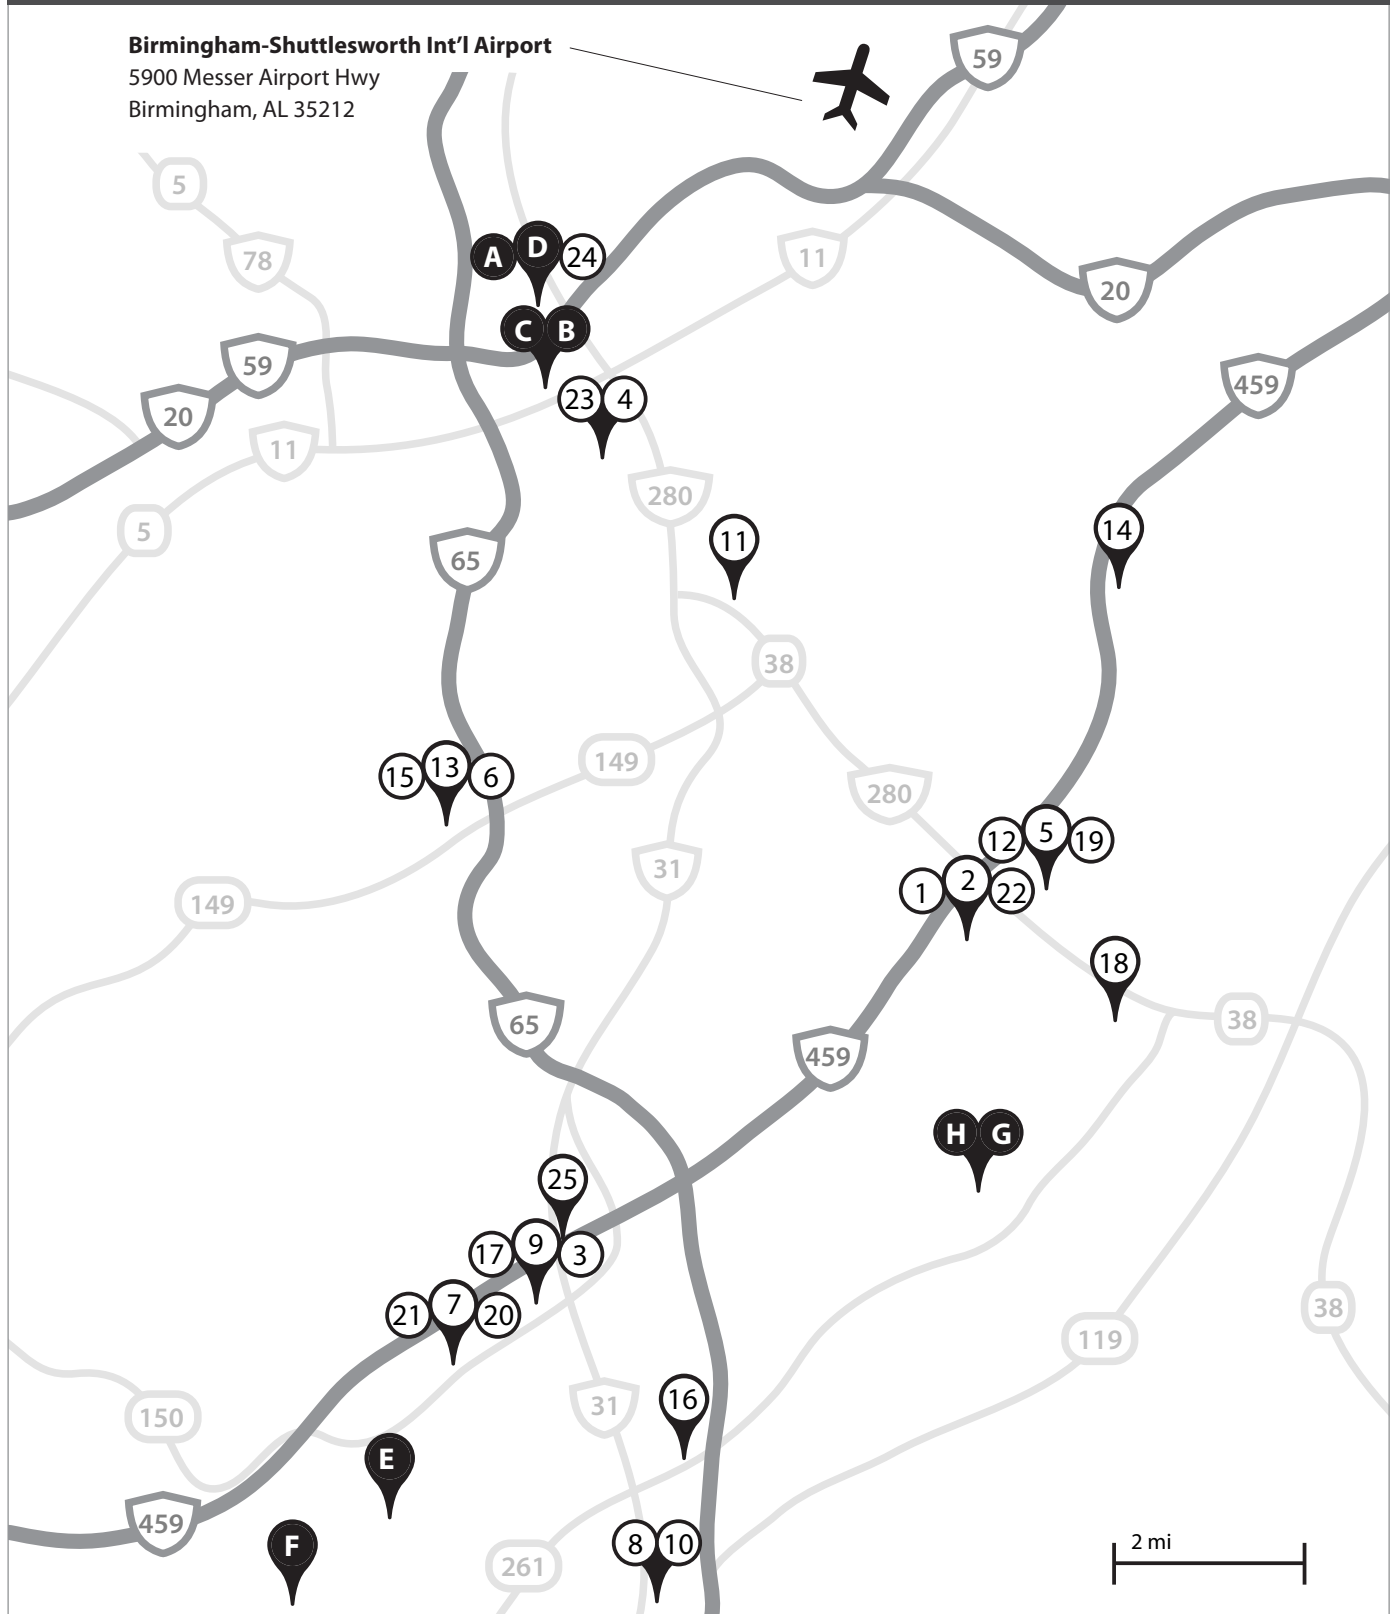 Birmingham-Shuttlesworth Int'l Airport
5900 Messer Airport Hwy
Birmingham, AL 35212
59
5
78
A D 24
11
20
C B
59
459
20
23 4
11
280
5
14
11
65
38
149
15 13 6
280
31
12 5 19
1 2 22
149
18
65
38
459
H G
25
17 9 3
21 7 20
38
119
16
31
150
E
459
F
8 10
2 mi
261